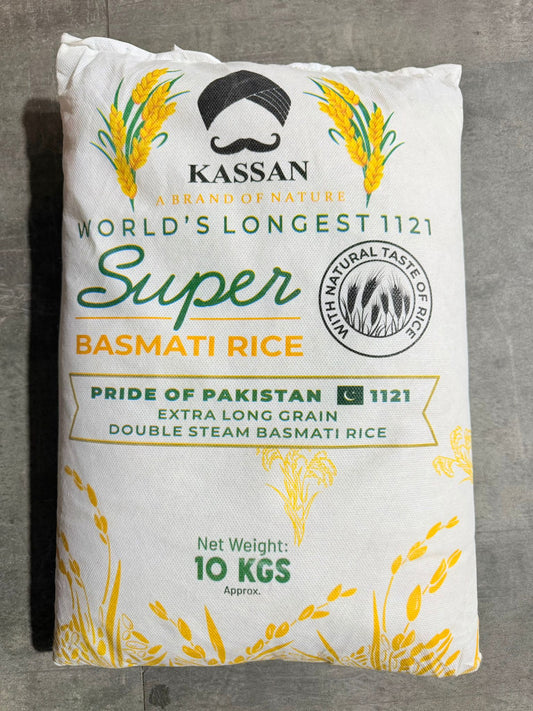 KASSAN
A BRAND OF NATURE
WORLD'S LONGEST 1121
Super
BASMATI RICE
WITH NATURAL TASTE OF RICE
PRIDE OF PAKISTAN 1121
EXTRA LONG GRAIN
DOUBLE STEAM BASMATI RICE
Net Weight:
10 KGS
Approx.